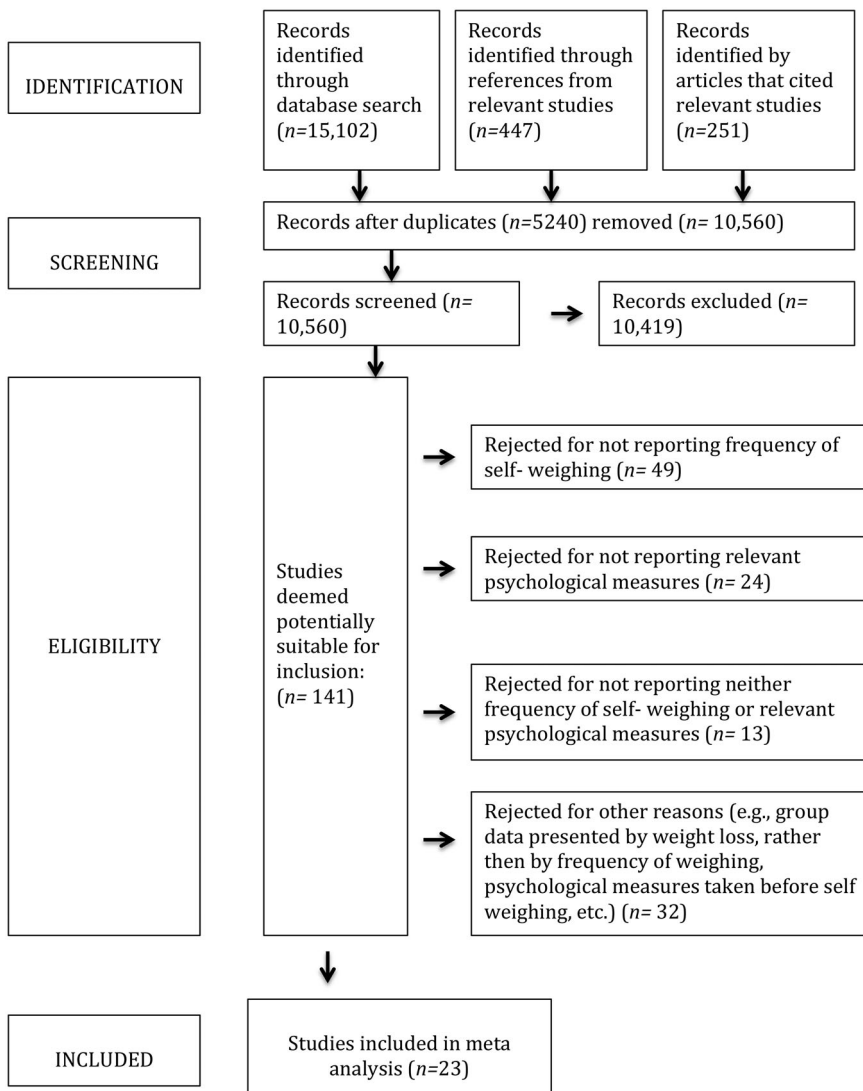 IDENTIFICATION
Records
identified
through
database search
(n=15,102)
Records
identified through
references from
relevant studies
(n=447)
Records
identified by
articles that cited
relevant studies
(n=251)
SCREENING
Records after duplicates (n=5240) removed (n= 10,560)
Records screened (n=
10,560)
Records excluded (n=
10,419)
ELIGIBILITY
Studies
deemed
potentially
suitable for
inclusion:
(n= 141)
Rejected for not reporting frequency of
self- weighing (n= 49)
Rejected for not reporting relevant
psychological measures (n= 24)
Rejected for not reporting neither
frequency of self- weighing or relevant
psychological measures (n= 13)
Rejected for other reasons (e.g., group
data presented by weight loss, rather
then by frequency of weighing,
psychological measures taken before self
weighing, etc.) (n= 32)
INCLUDED
Studies included in meta
analysis (n=23)